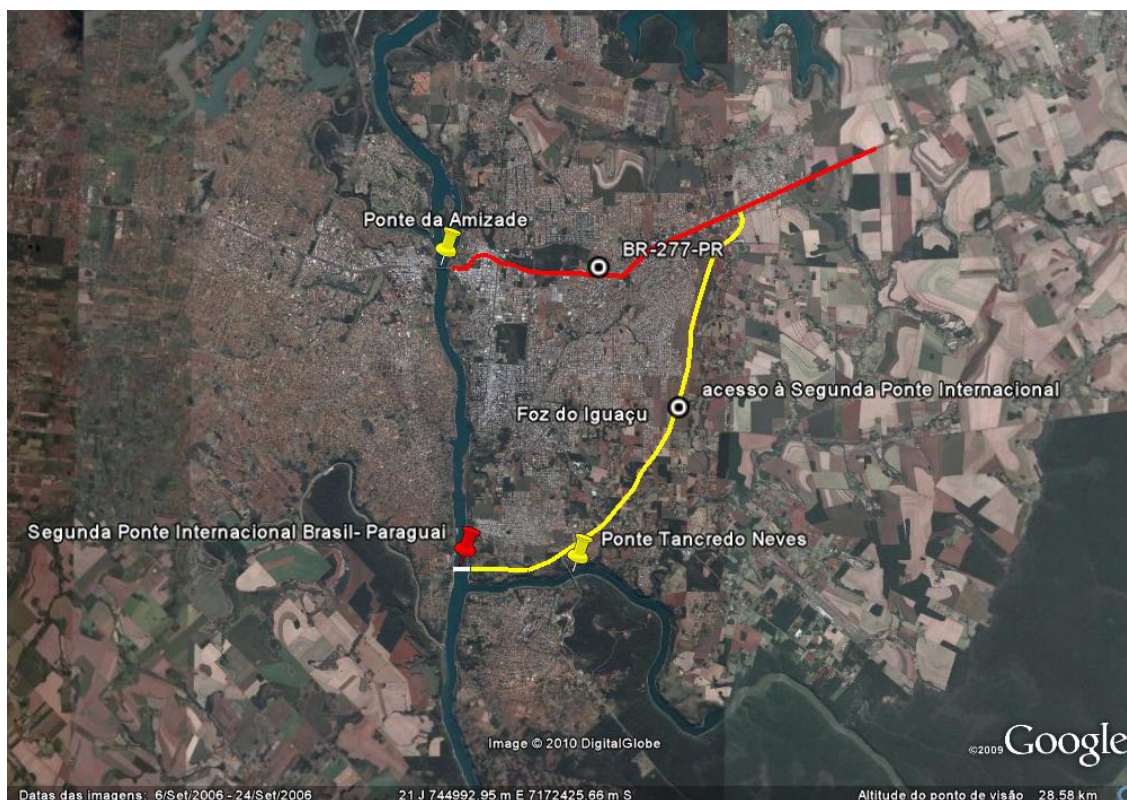 Ponte da Amizade
BR-277-PR
acesso à Segunda Ponte Internacional
Foz do Iguaçu
Segunda Ponte Internacional Brasil- Paraguai
Ponte Tancredo Neves
Image © 2010 DigitalGlobe
©2009 Google
Datas das imagens: 6/Set/2006 - 24/Set/2006
21 J 744992.95 m E 7172425.66 m S
Altitude do ponto de visão 28.58 km